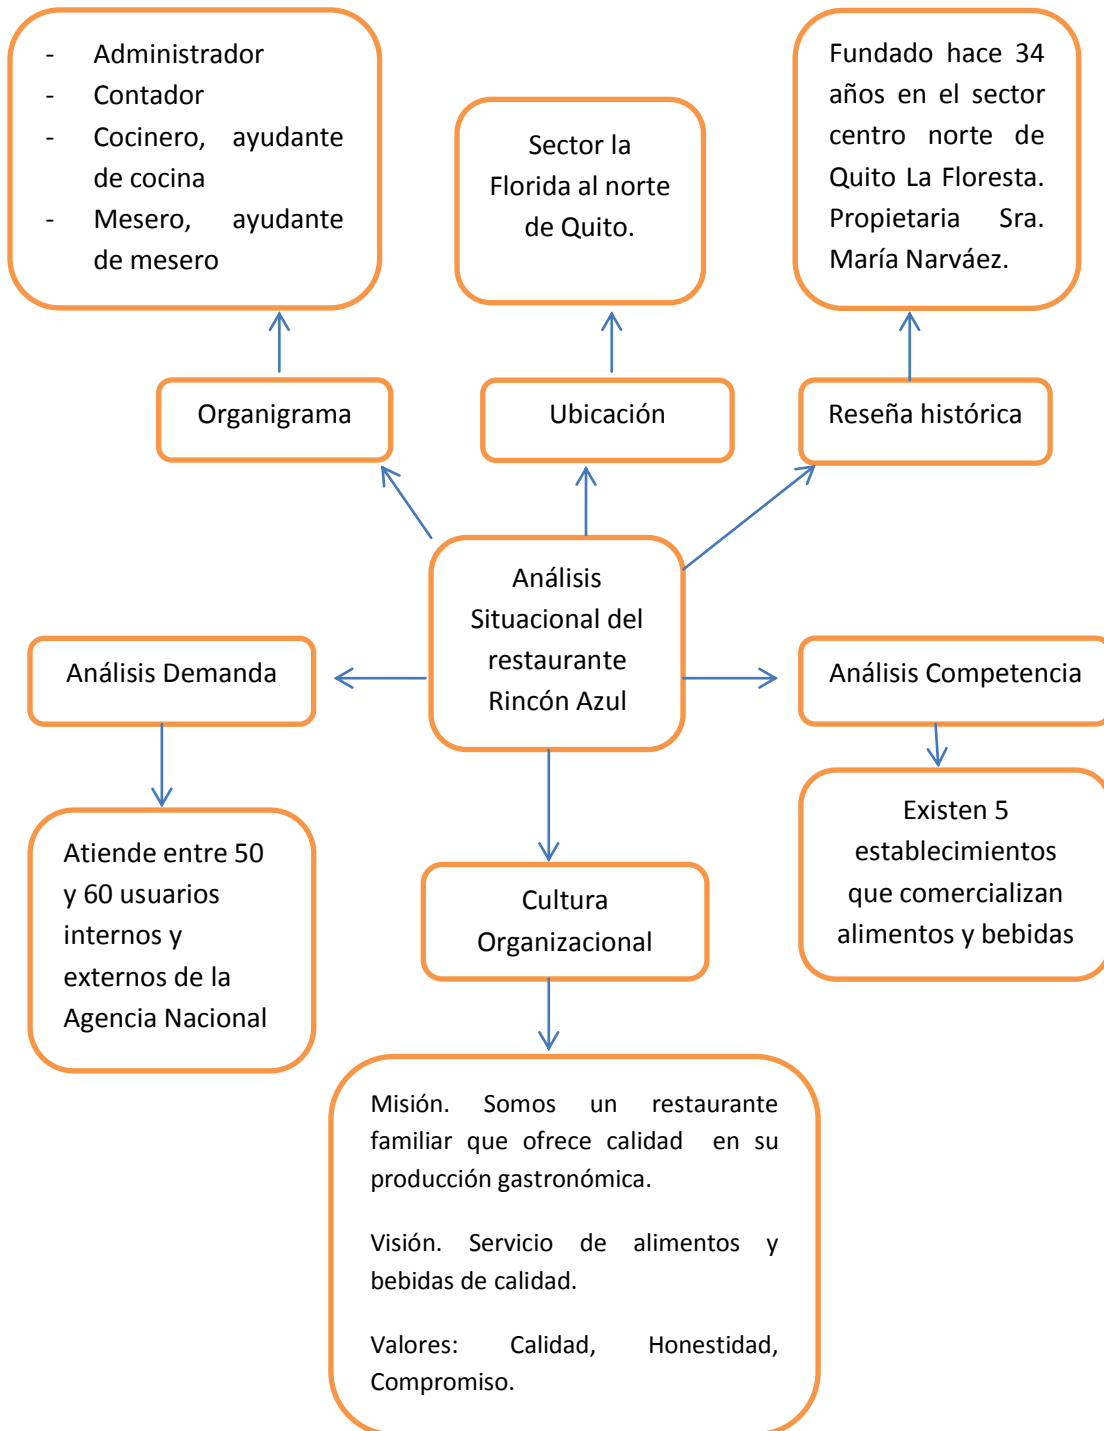 - Administrador
- Contador
- Cocinero, ayudante
de cocina
- Mesero, ayudante
de mesero
Sector la
Florida al norte
de Quito.
Fundado hace 34
años en el sector
centro norte de
Quito La Floresta.
Propietaria Sra.
María Narváez.
Organigrama
Ubicación
Reseña histórica
Análisis
Situacional del
restaurante
Rincón Azul
Análisis Demanda
Análisis Competencia
Atiende entre 50
y 60 usuarios
internos y
externos de la
Agencia Nacional
Cultura
Organizacional
Existen 5
establecimientos
que comercializan
alimentos y bebidas
Misión. Somos un restaurante
familiar que ofrece calidad en su
producción gastronómica.
Visión. Servicio de alimentos y
bebidas de calidad.
Valores: Calidad, Honestidad,
Compromiso.